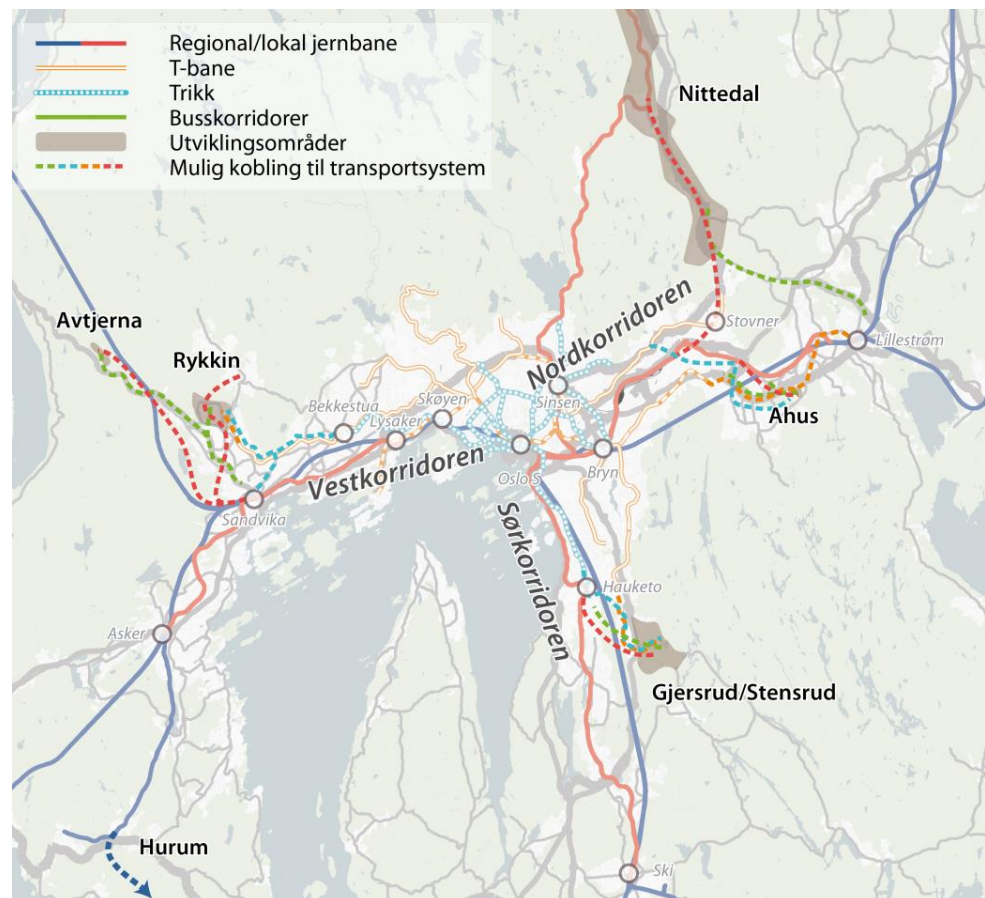 Regional/lokal jernbane
T-bane
Trikk
Busskorridorer
Utviklingsområder
Mulig kobling til transportsystem
Nittedal
Avtjerna
Rykkin
Nordkorridoren
Stovner
Lillestrøm
Bekkestua
Skøyen
Lysaker
Sinsen
Ahus
Vestkorridoren
Oslo S
Bryn
Sandvika
Sørkorridoren
Hauketo
Asker
Gjersrud/Stensrud
Hurum
Ski